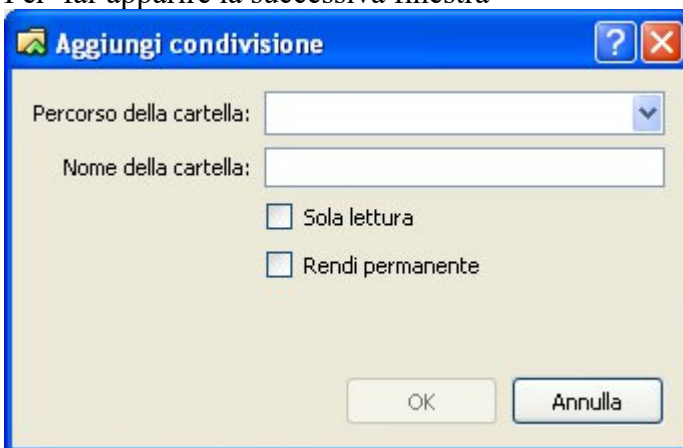 Per far apparire la successiva finestra
Aggiungi condivisione
Percorso della cartella:
Nome della cartella:
Sola lettura
Rendi permanente
OK
Annulla